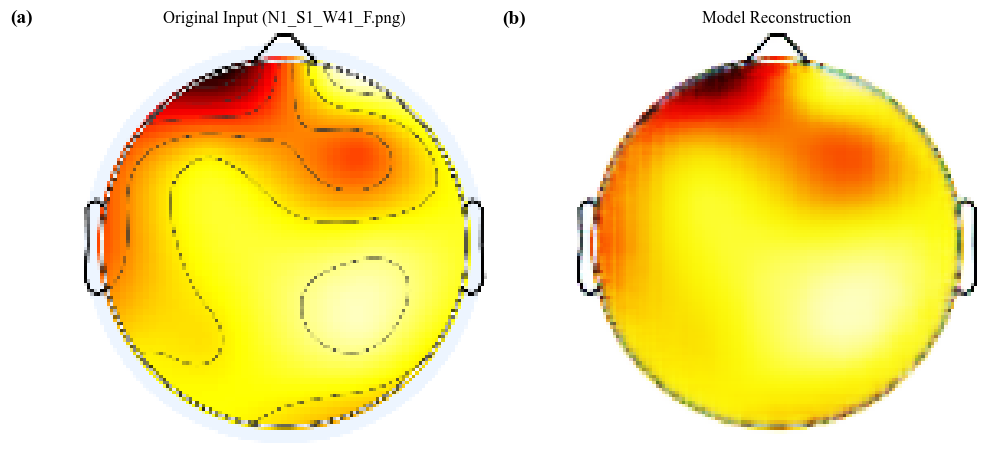 (a)
Original Input (N1_S1_W41_F.png)
(b)
Model Reconstruction